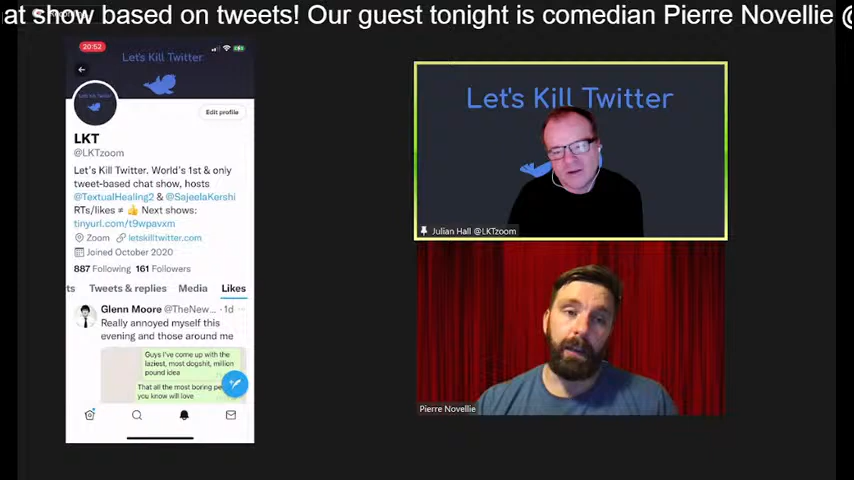 at show based on tweets! Our guest tonight is comedian Pierre Novellie @
20:52
Let's Kill Twitter
Edit profile
LKT
@LKTzoom
Let's Kill Twitter. World's 1st & only
tweet-based chat show, hosts
@TextualHealing2 & @SajeelaKershi
RTs/likes ≠ 👍 Next shows:
tinyurl.com/t9wpavxm
Zoom letskilltwitter.com
Joined October 2020
887 Following 161 Followers
ts Tweets & replies Media Likes
Glenn Moore @TheNew... · 1d
Really annoyed myself this
evening and those around me
Guys I've come up with the
laziest, most dogshit, million
pound idea
That all the most boring pe
you know will love
Let's Kill Twitter
Julian Hall @LKTzoom
Pierre Novellie